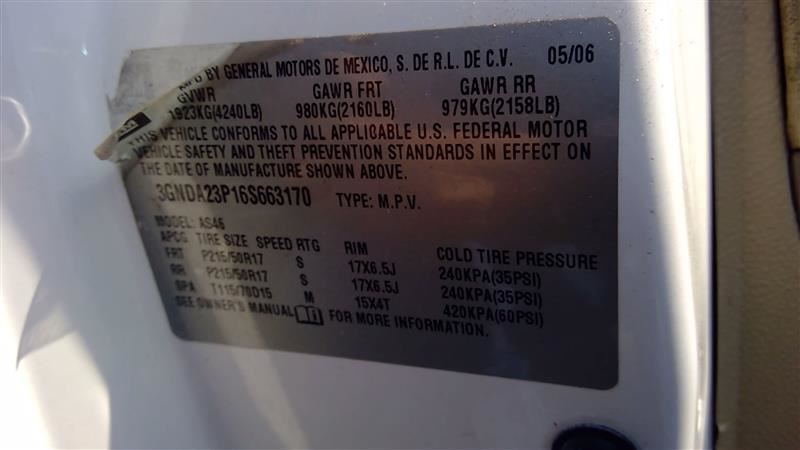 MFD BY GENERAL MOTORS DE MEXICO, S. DE R.L. DE C.V. 05/06
GVWR GAWR FRT GAWR RR
1923KG(4240LB) 980KG(2160LB) 979KG(2158LB)
THIS VEHICLE CONFORMS TO ALL APPLICABLE U.S. FEDERAL MOTOR
VEHICLE SAFETY AND THEFT PREVENTION STANDARDS IN EFFECT ON
THE DATE OF MANUFACTURE SHOWN ABOVE.
3GNDA23P16S663170 TYPE: M.P.V.
MODEL: AS46
APCG TIRE SIZE SPEED RTG RIM COLD TIRE PRESSURE
FRT P215/50R17 S 17X6.5J 240KPA(35PSI)
RR P215/50R17 S 17X6.5J 240KPA(35PSI)
SPA T115/70D15 M 15X4T 420KPA(60PSI)
SEE OWNER'S MANUAL FOR MORE INFORMATION.